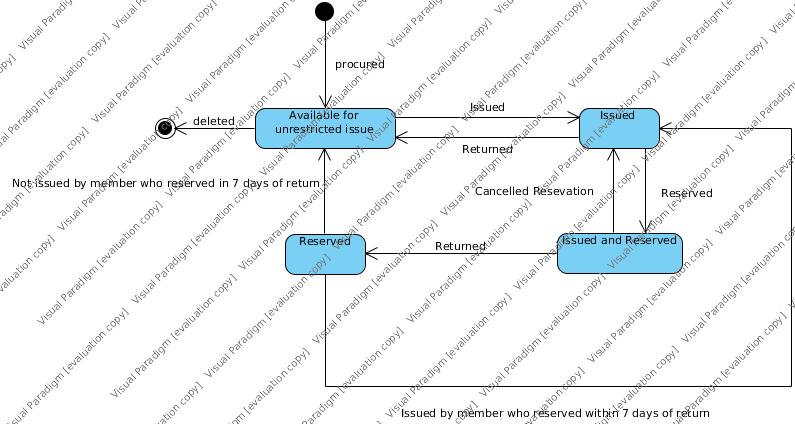 procured
Issued
Available for
unrestricted issue
Issued
deleted
Returned
Not issued by member who reserved in 7 days of return
Cancelled Resevation
Reserved
Reserved
Issued and Reserved
Returned
Issued by member who reserved within 7 days of return
Visual Paradigm [evaluation copy]